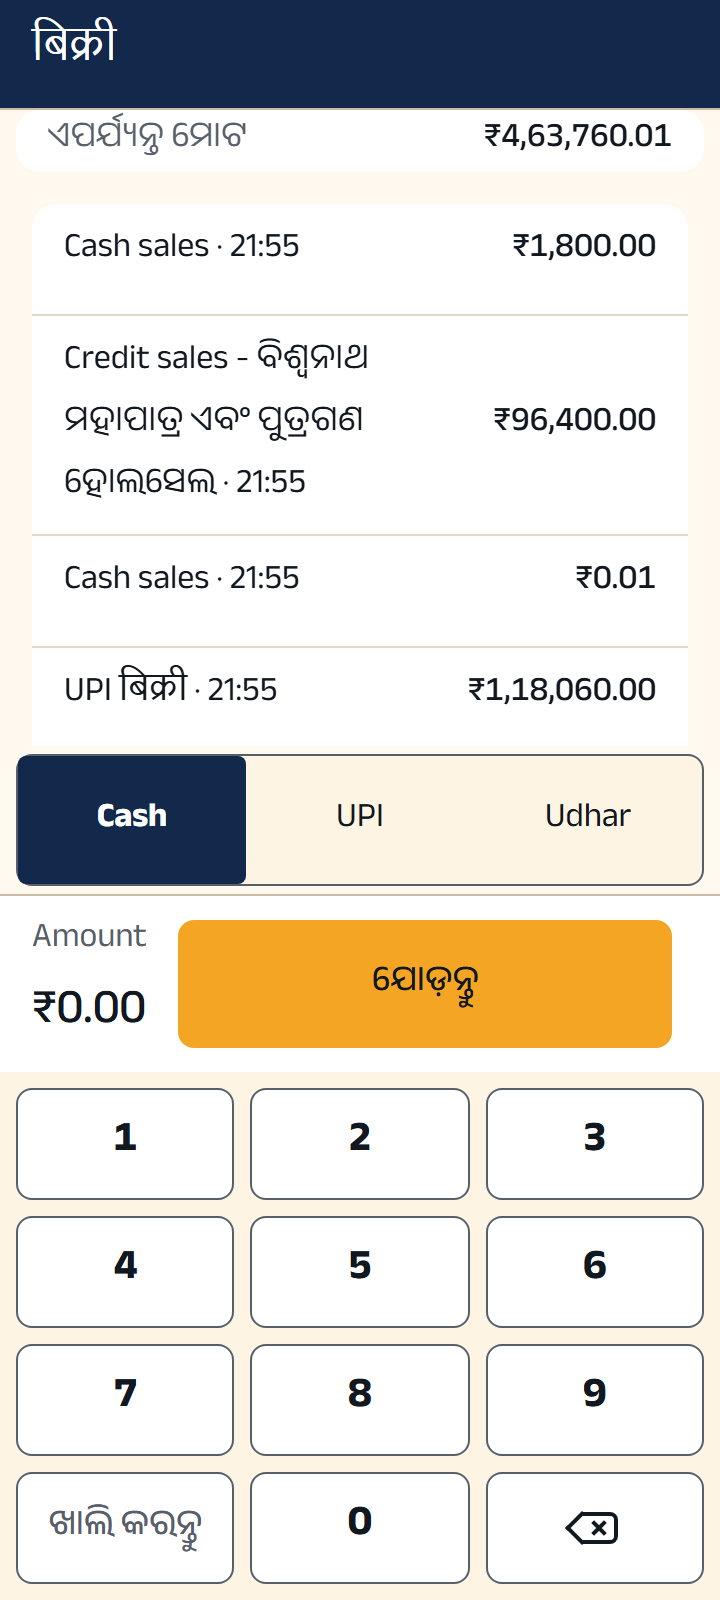 बिक्री
ଏପର୍ଯ୍ୟନ୍ତ ମୋଟ ₹4,63,760.01
Cash sales · 21:55 ₹1,800.00
Credit sales - ବିଶ୍ୱନାଥ
ମହାପାତ୍ର ଏବଂ ପୁତ୍ରଗଣ ₹96,400.00
ହୋଲସେଲ · 21:55
Cash sales · 21:55 ₹0.01
UPI बिक्री · 21:55 ₹1,18,060.00
Cash UPI Udhar
Amount
₹0.00
ଯୋଡ଼ନ୍ତୁ
1 2 3
4 5 6
7 8 9
ଖାଲି କରନ୍ତୁ 0